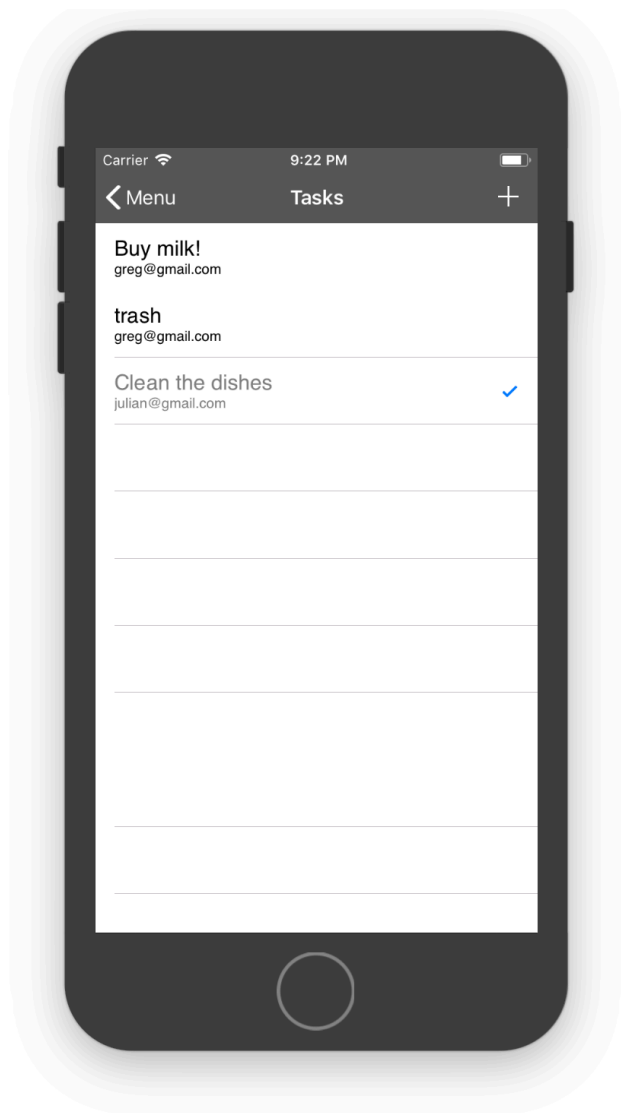 Carrier 9:22 PM
Menu Tasks
Buy milk!
greg@gmail.com
trash
greg@gmail.com
Clean the dishes
julian@gmail.com